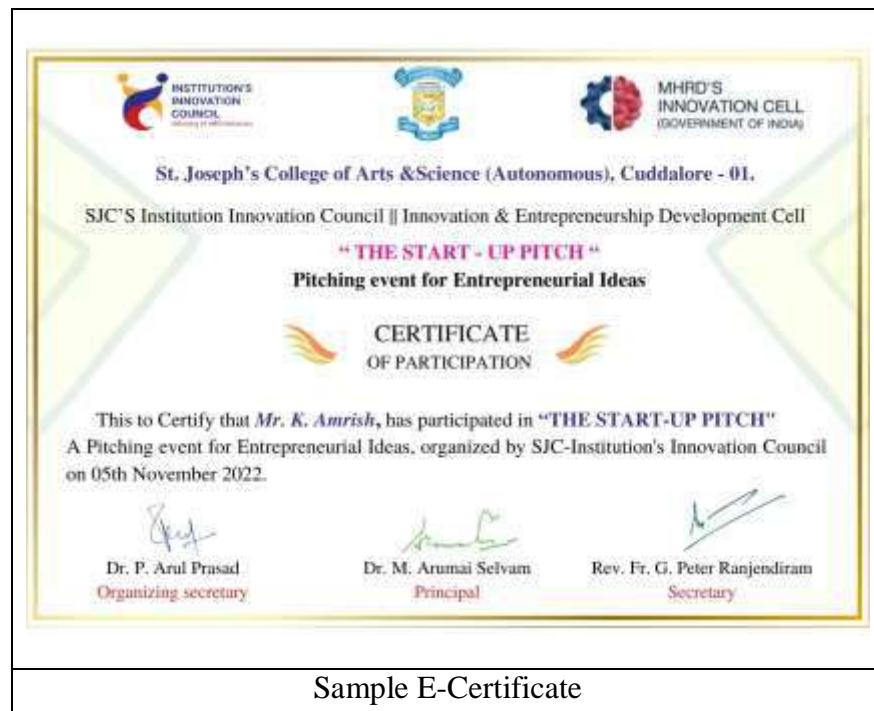 INSTITUTION'S
INNOVATION
COUNCIL
MHRD'S
INNOVATION CELL
(GOVERNMENT OF INDIA)
St. Joseph's College of Arts &Science (Autonomous), Cuddalore - 01.
SJC'S Institution Innovation Council || Innovation & Entrepreneurship Development Cell
“ THE START - UP PITCH “
Pitching event for Entrepreneurial Ideas
CERTIFICATE
OF PARTICIPATION
This to Certify that Mr. K. Amrish, has participated in “THE START-UP PITCH"
A Pitching event for Entrepreneurial Ideas, organized by SJC-Institution's Innovation Council
on 05th November 2022.
Dr. P. Arul Prasad
Organizing secretary
Dr. M. Arumai Selvam
Principal
Rev. Fr. G. Peter Ranjendiram
Secretary
Sample E-Certificate